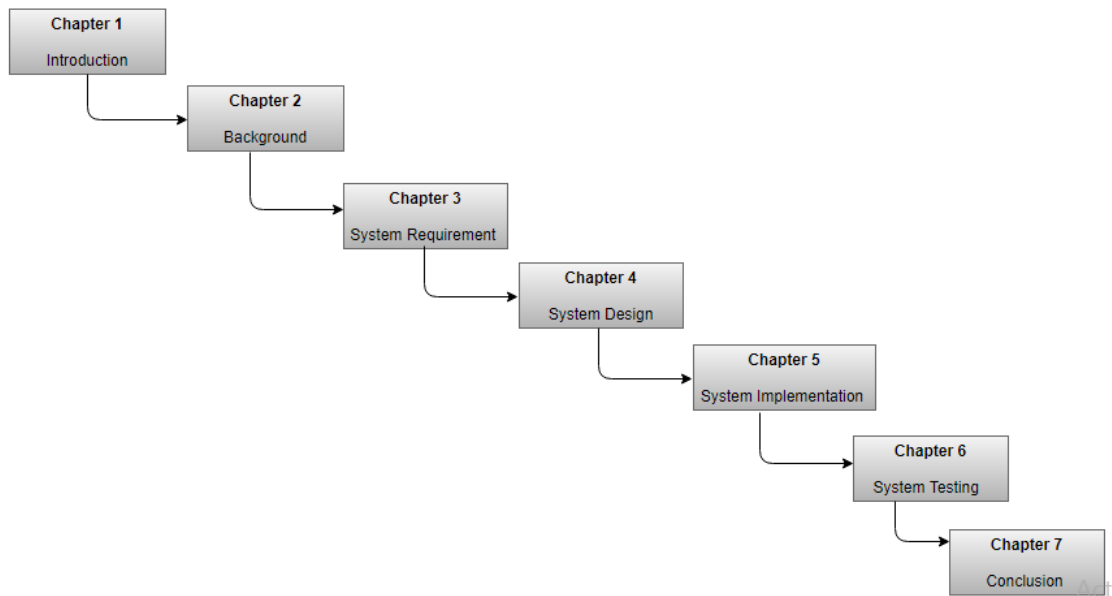 Chapter 1
Introduction
Chapter 2
Background
Chapter 3
System Requirement
Chapter 4
System Design
Chapter 5
System Implementation
Chapter 6
System Testing
Chapter 7
Conclusion
Act